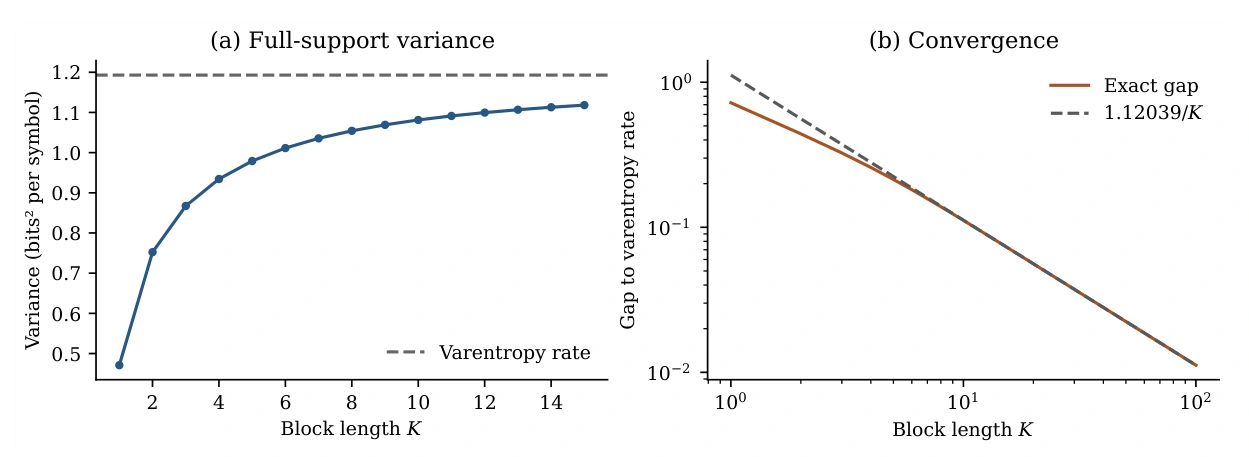 (a) Full-support variance
Variance (bits² per symbol)
1.2
1.1
1.0
0.9
0.8
0.7
0.6
0.5
Varentropy rate
2 4 6 8 10 12 14
Block length K
(b) Convergence
Gap to varentropy rate
10⁰
10⁻¹
10⁻²
Exact gap
1.12039/K
10⁰ 10¹ 10²
Block length K